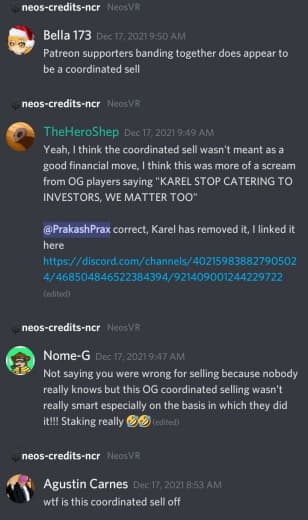 neos-credits-ncr NeosVR
Bella 173 Dec 17, 2021 9:50 AM
Patreon supporters banding together does appear to
be a coordinated sell
neos-credits-ncr NeosVR
TheHeroShep Dec 17, 2021 9:49 AM
Yeah, I think the coordinated sell wasn't meant as a
good financial move, I think this was more of a scream
from OG players saying "KAREL STOP CATERING TO
INVESTORS, WE MATTER TOO"
@PrakashPrax correct, Karel has removed it, I linked it
here
https://discord.com/channels/40215983882790502
4/468504846522384394/921409001244229722
(edited)
neos-credits-ncr NeosVR
Nome-G Dec 17, 2021 9:47 AM
Not saying you were wrong for selling because nobody
really knows but this OG coordinated selling wasn't
really smart especially on the basis in which they did
it!!! Staking really 🤣🤣 (edited)
neos-credits-ncr NeosVR
Agustin Carnes Dec 17, 2021 8:53 AM
wtf is this coordinated sell off